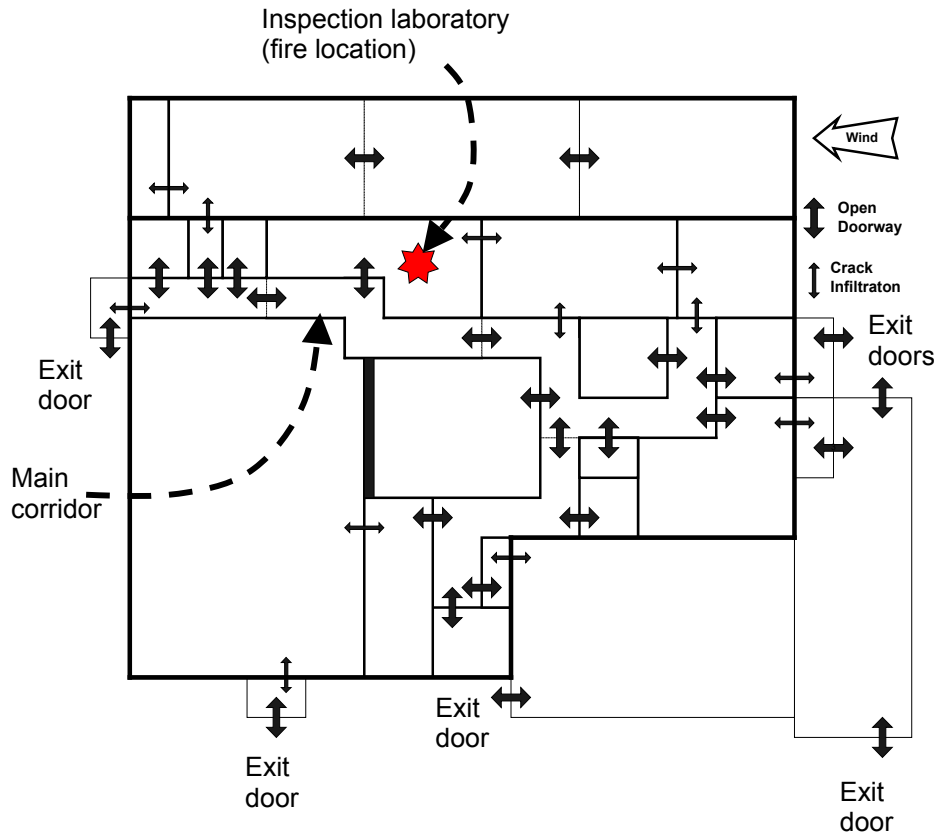 Inspection laboratory
(fire location)
Wind
Open
Doorway
Crack
Infiltraton
Exit
doors
Exit
door
Main
corridor
Exit
door
Exit
door
Exit
door